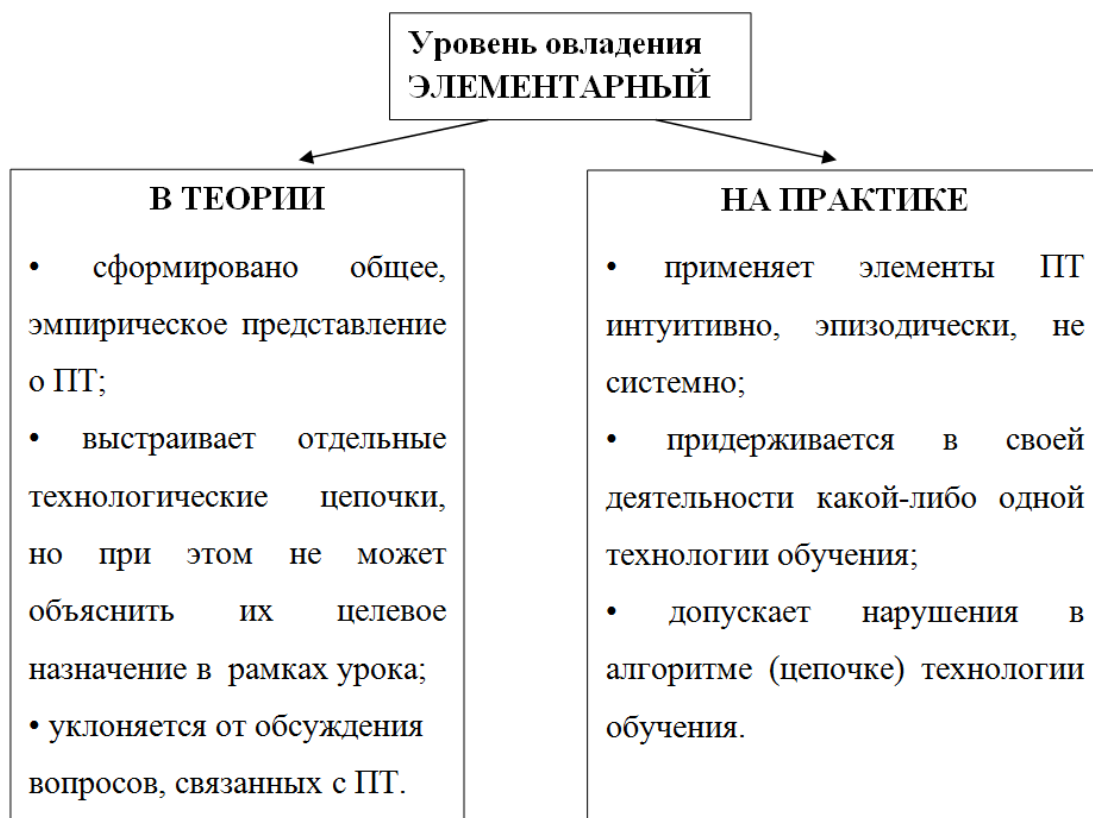 Уровень овладения
ЭЛЕМЕНТАРНЫЙ
В ТЕОРИИ
• сформировано общее,
эмпирическое представление
о ПТ;
• выстраивает отдельные
технологические цепочки,
но при этом не может
объяснить их целевое
назначение в рамках урока;
• уклоняется от обсуждения
вопросов, связанных с ПТ.
НА ПРАКТИКЕ
• применяет элементы ПТ
интуитивно, эпизодически, не
системно;
• придерживается в своей
деятельности какой-либо одной
технологии обучения;
• допускает нарушения в
алгоритме (цепочке) технологии
обучения.